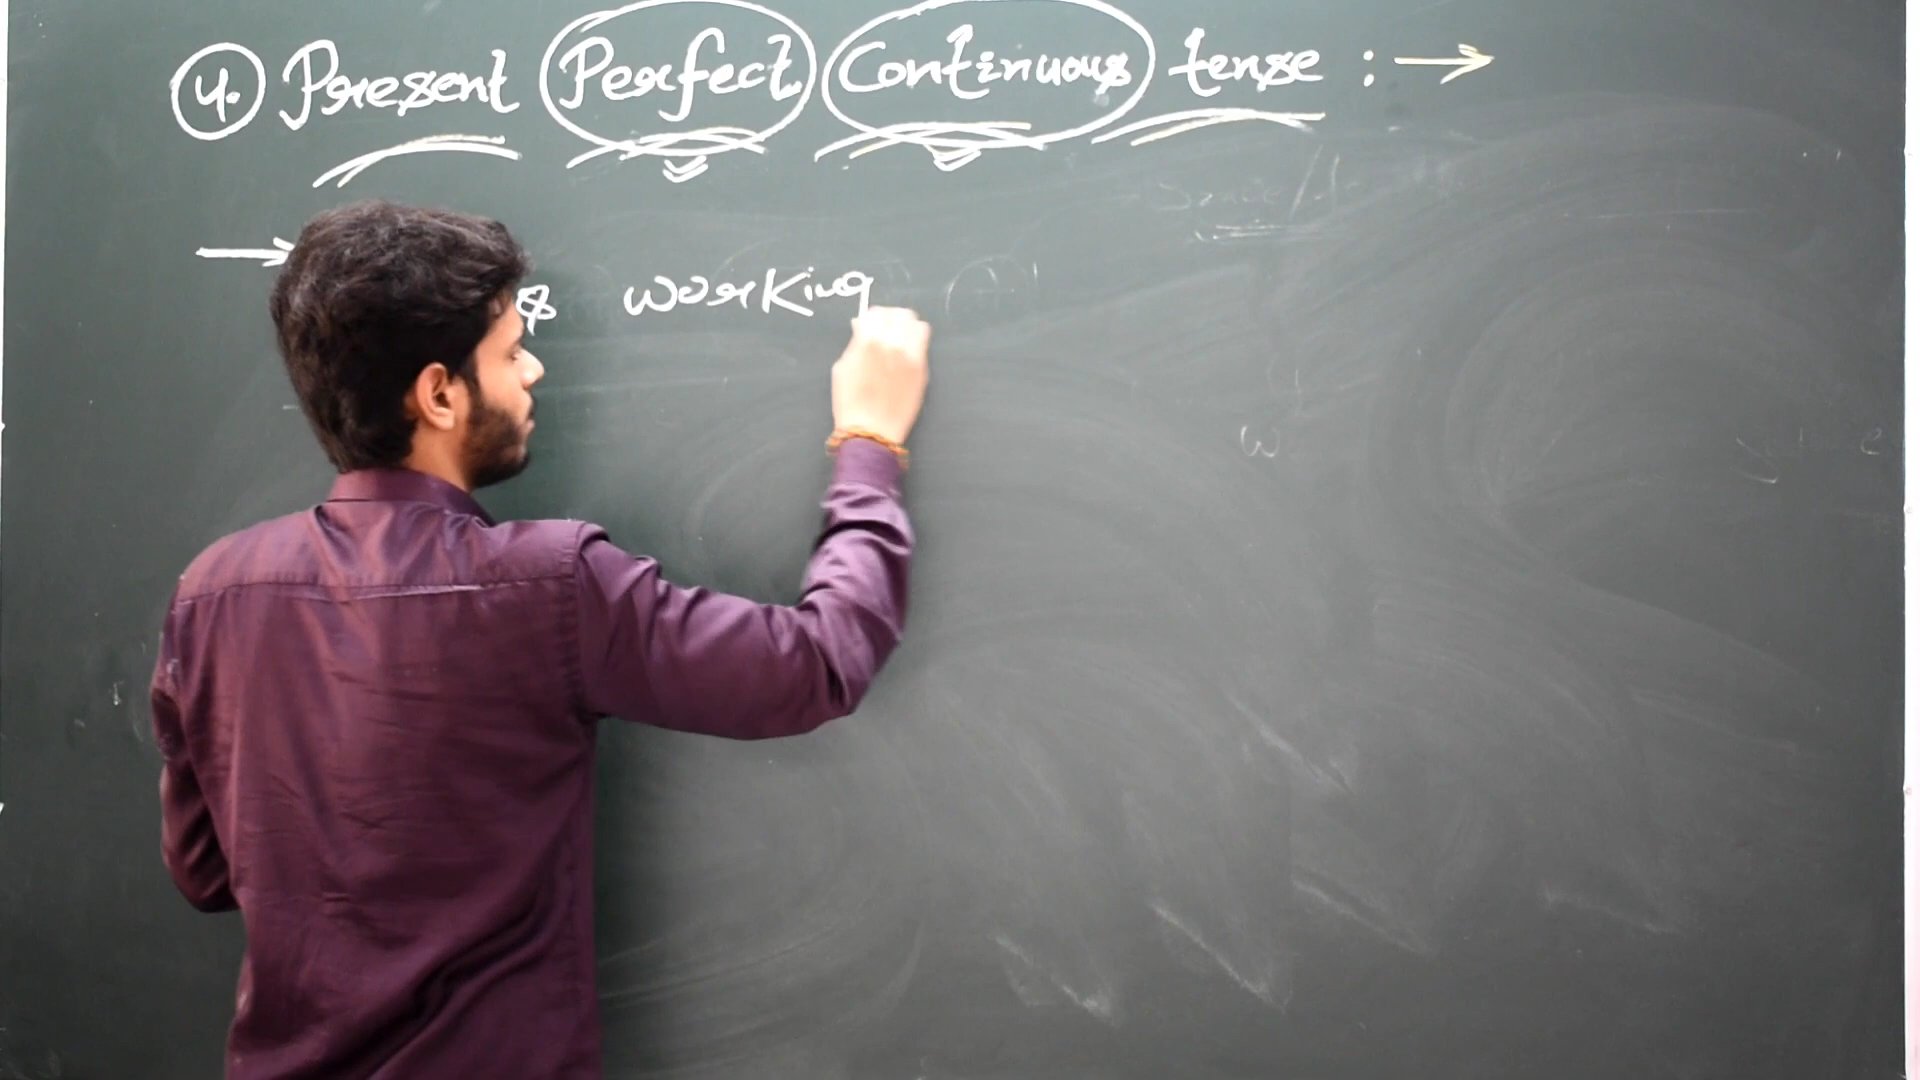 4. Present Perfect Continuous tense : →
→
working